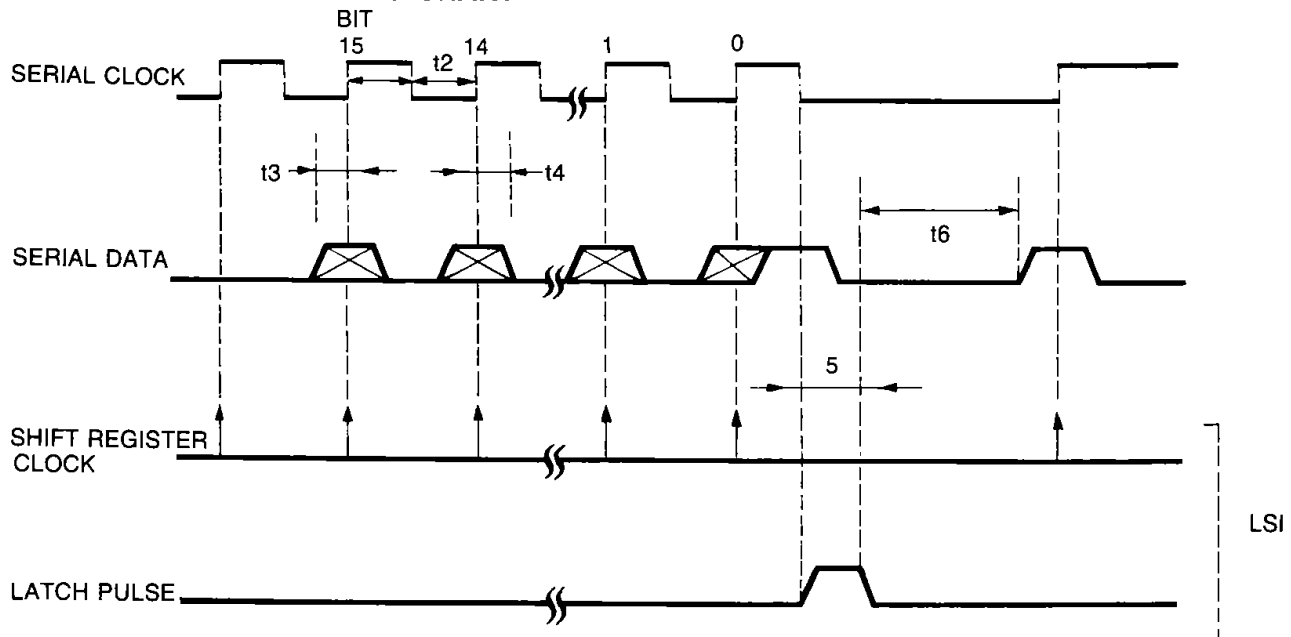 BIT
15 14 1 0
t2
SERIAL CLOCK
t3 t4
t6
SERIAL DATA
5
SHIFT REGISTER
CLOCK
LSI
LATCH PULSE